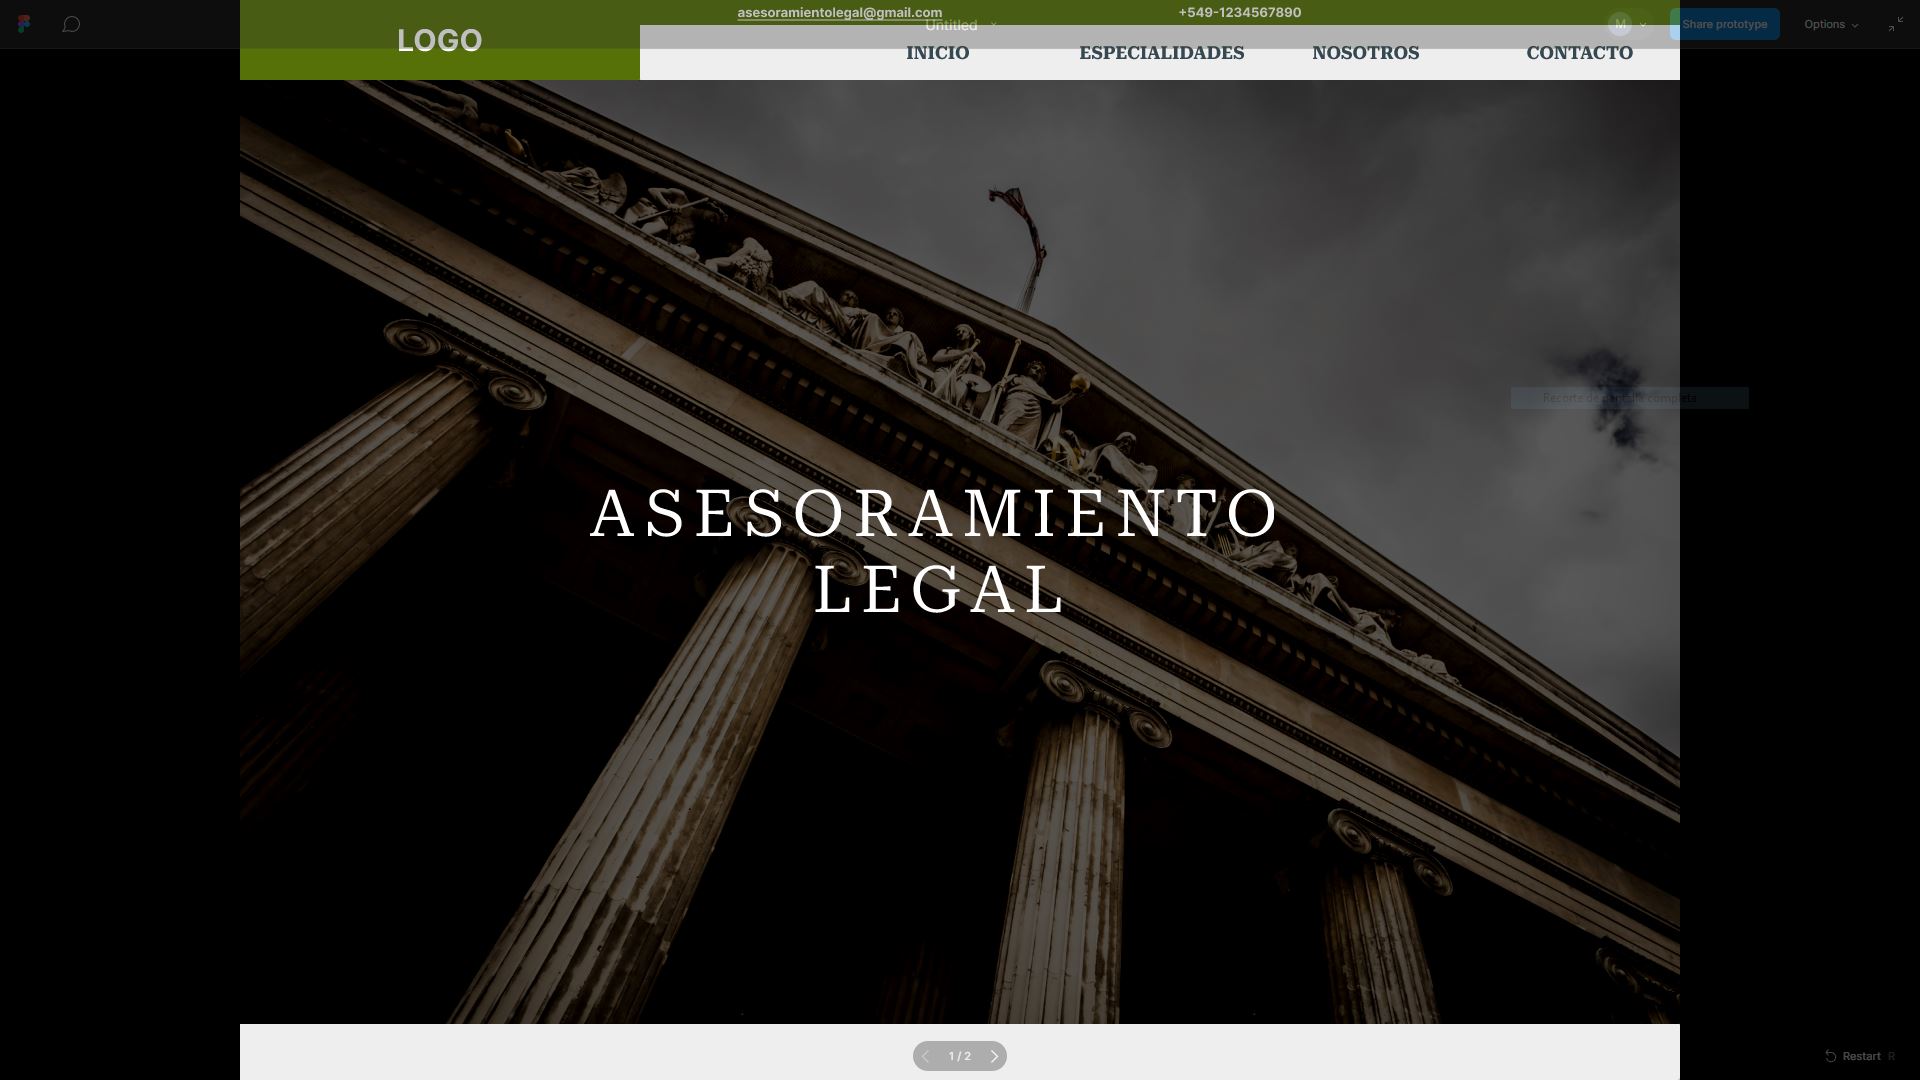 asesoramientolegal@gmail.com
+549-1234567890
Untitled
M
Share prototype
Options
LOGO
INICIO
ESPECIALIDADES
NOSOTROS
CONTACTO
Recorte de pantalla completa
ASESORAMIENTO
LEGAL
1 / 2
Restart R